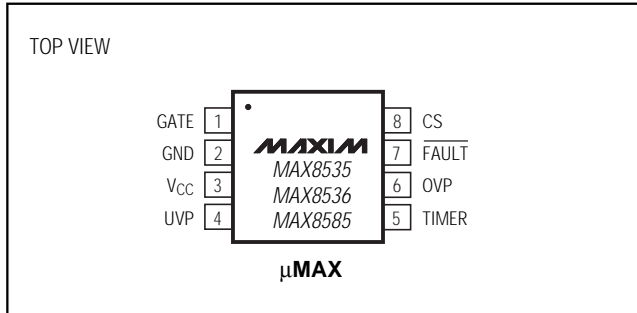 TOP VIEW
GATE 1 8 CS
GND 2 MAXIM 7 FAULT
VCC 3 MAX8535 6 OVP
MAX8536
UVP 4 MAX8585 5 TIMER
μMAX